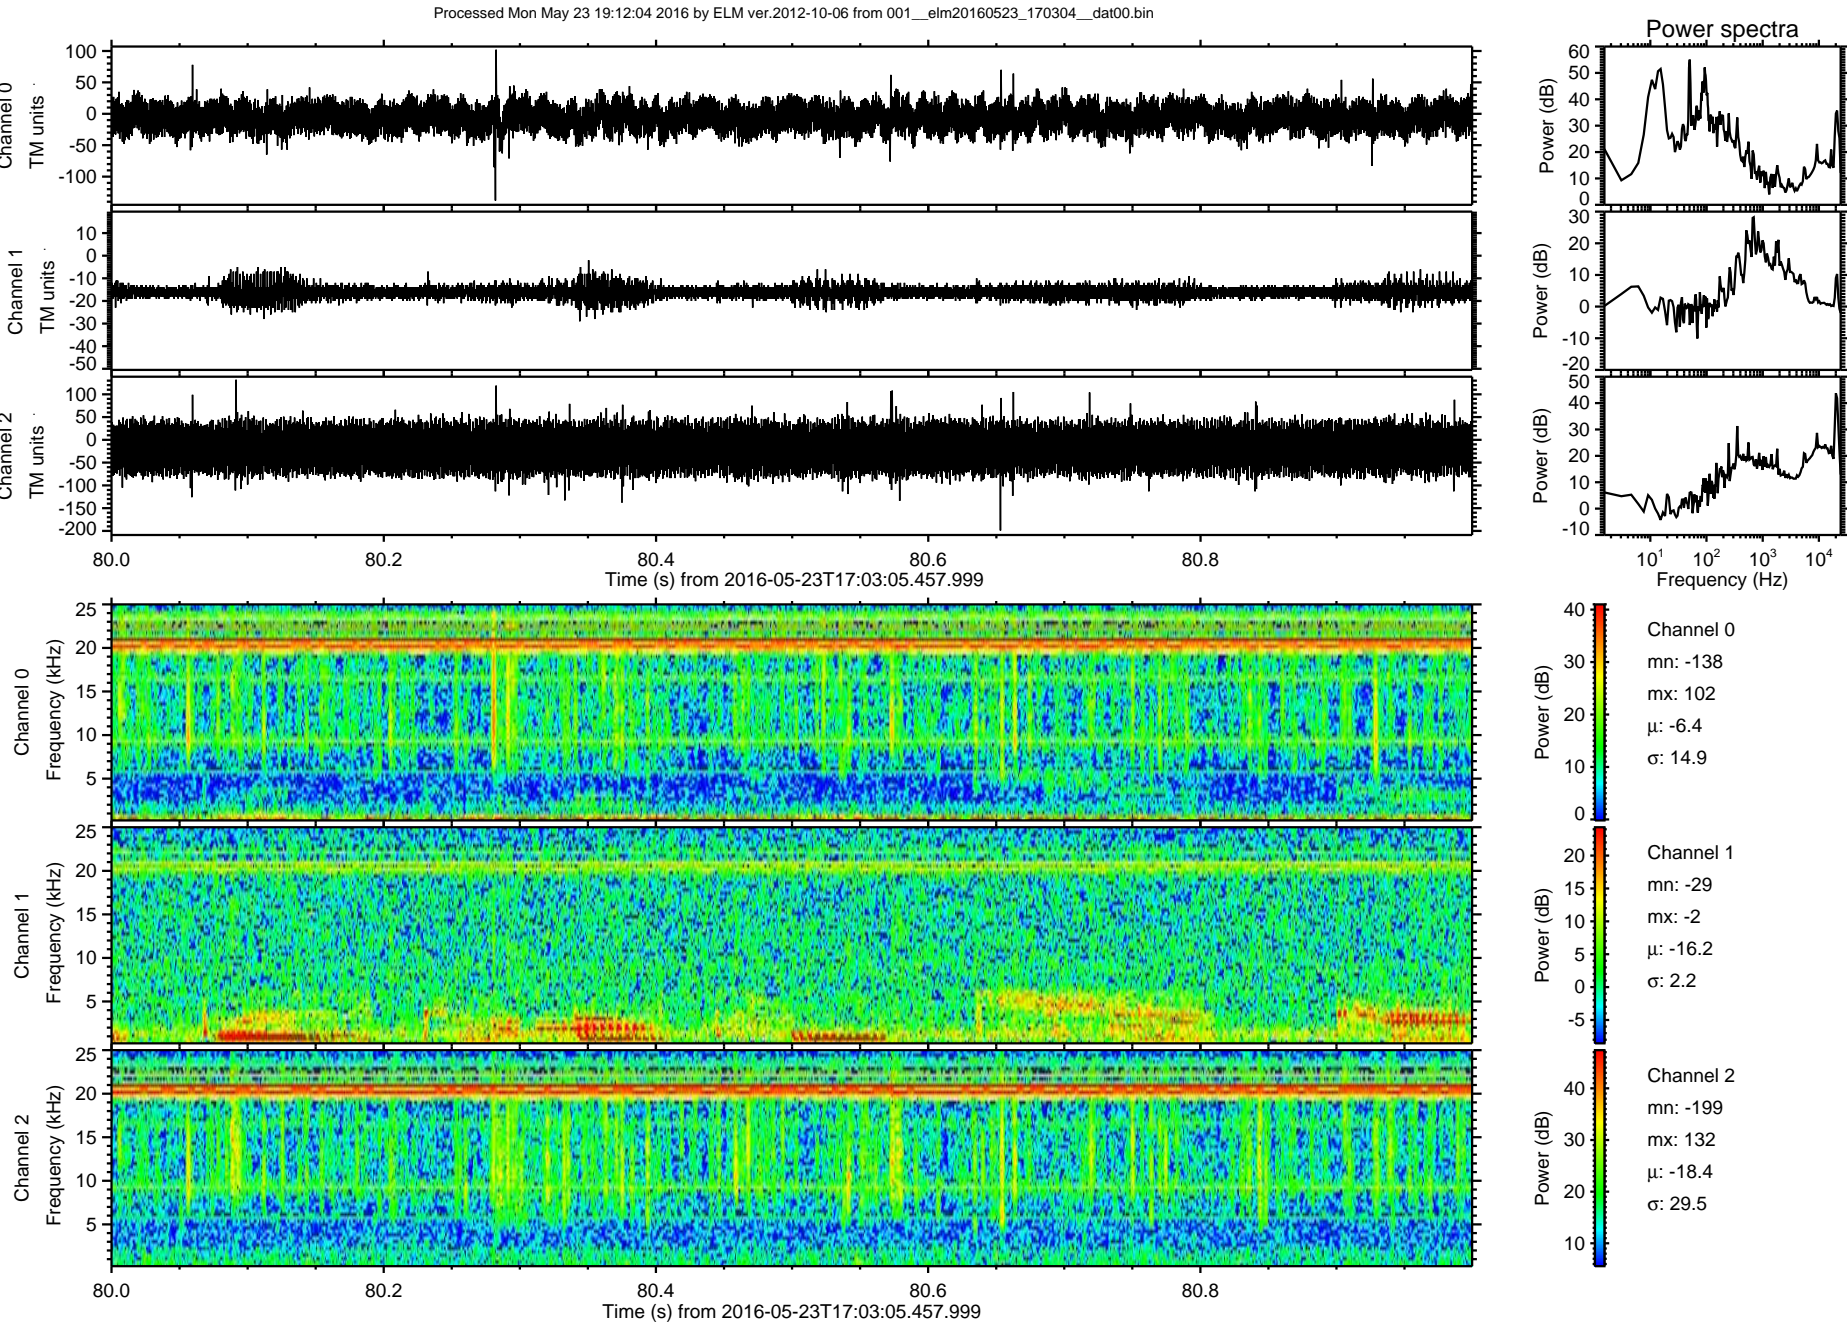 Processed Mon May 23 19:12:04 2016 by ELM ver.2012-10-06 from 001__elm20160523_170304__dat00.bin
Power spectra
Channel 0
TM units
100
50
0
-50
-100
Power (dB)
60
50
40
30
20
10
0
Channel 1
TM units
10
0
-10
-20
-30
-40
-50
Power (dB)
30
20
10
0
-10
-20
Channel 2
TM units
100
50
0
-50
-100
-150
-200
Power (dB)
50
40
30
20
10
0
-10
80.0 80.2 80.4 80.6 80.8
Time (s) from 2016-05-23T17:03:05.457.999
10¹ 10² 10³ 10⁴
Frequency (Hz)
Channel 0
Frequency (kHz)
25
20
15
10
5
Power (dB)
40
30
20
10
0
Channel 0
mn: -138
mx: 102
μ: -6.4
σ: 14.9
Channel 1
Frequency (kHz)
25
20
15
10
5
Power (dB)
20
15
10
5
0
-5
Channel 1
mn: -29
mx: -2
μ: -16.2
σ: 2.2
Channel 2
Frequency (kHz)
25
20
15
10
5
Power (dB)
40
30
20
10
Channel 2
mn: -199
mx: 132
μ: -18.4
σ: 29.5
80.0 80.2 80.4 80.6 80.8
Time (s) from 2016-05-23T17:03:05.457.999